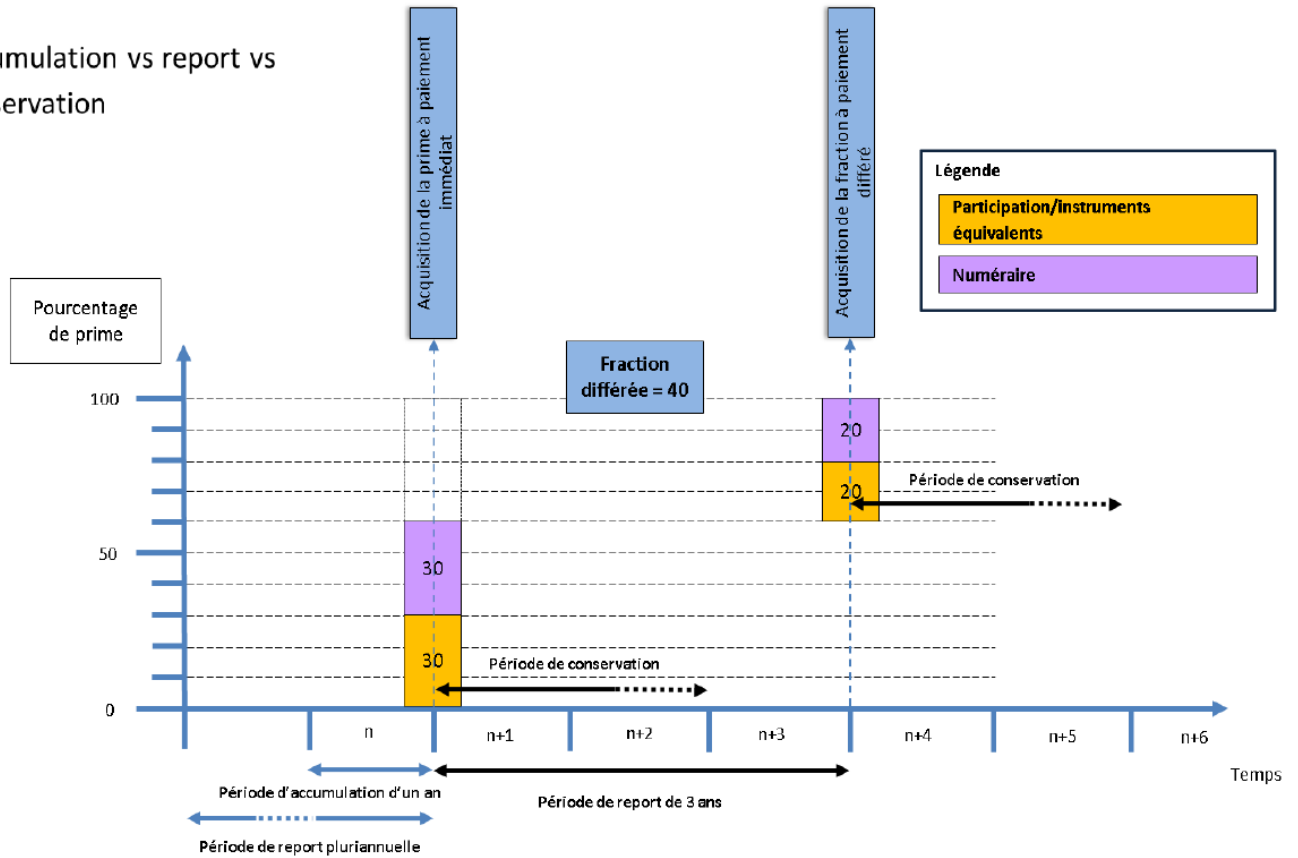 umulation vs report vs
servation
Acquisition de la prime à paiement
immédiat
Acquisition de la fraction à paiement
différé
Légende
Participation/instruments
équivalents
Numéraire
Pourcentage
de prime
Fraction
différée = 40
100
20
20
Période de conservation
50
30
30
Période de conservation
0
n
n+1
n+2
n+3
n+4
n+5
n+6
Temps
Période d'accumulation d'un an
Période de report de 3 ans
Période de report pluriannuelle